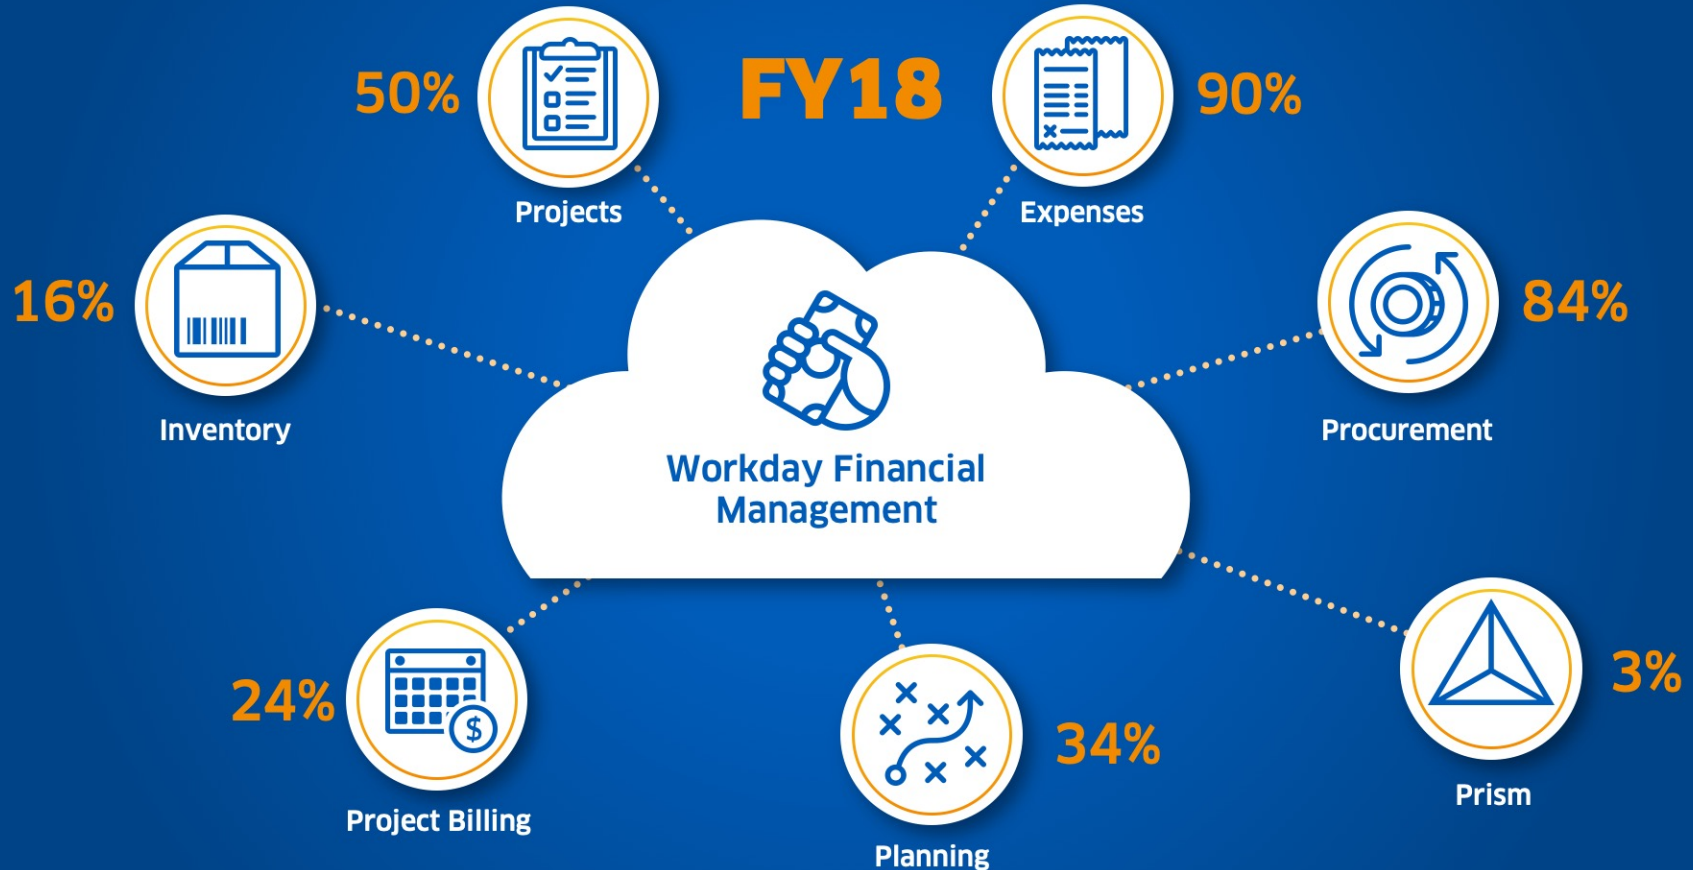 FY18
50%
Projects
90%
Expenses
16%
Inventory
84%
Procurement
Workday Financial
Management
24%
$
Project Billing
34%
Planning
3%
Prism